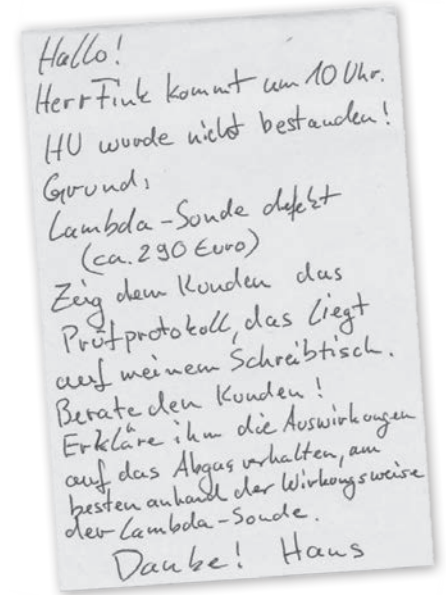 Hallo!
Herr Fink kommt um 10 Uhr.
HU wurde nicht bestanden!
Grund:
Lambda-Sonde defekt
(ca. 290 Euro)
Zeig dem Kunden das
Prüfprotokoll, das liegt
auf meinem Schreibtisch.
Berate den Kunden!
Erkläre ihm die Auswirkungen
auf das Abgasverhalten, am
besten anhand der Wirkungsweise
der Lambda-Sonde.
Danke! Hans